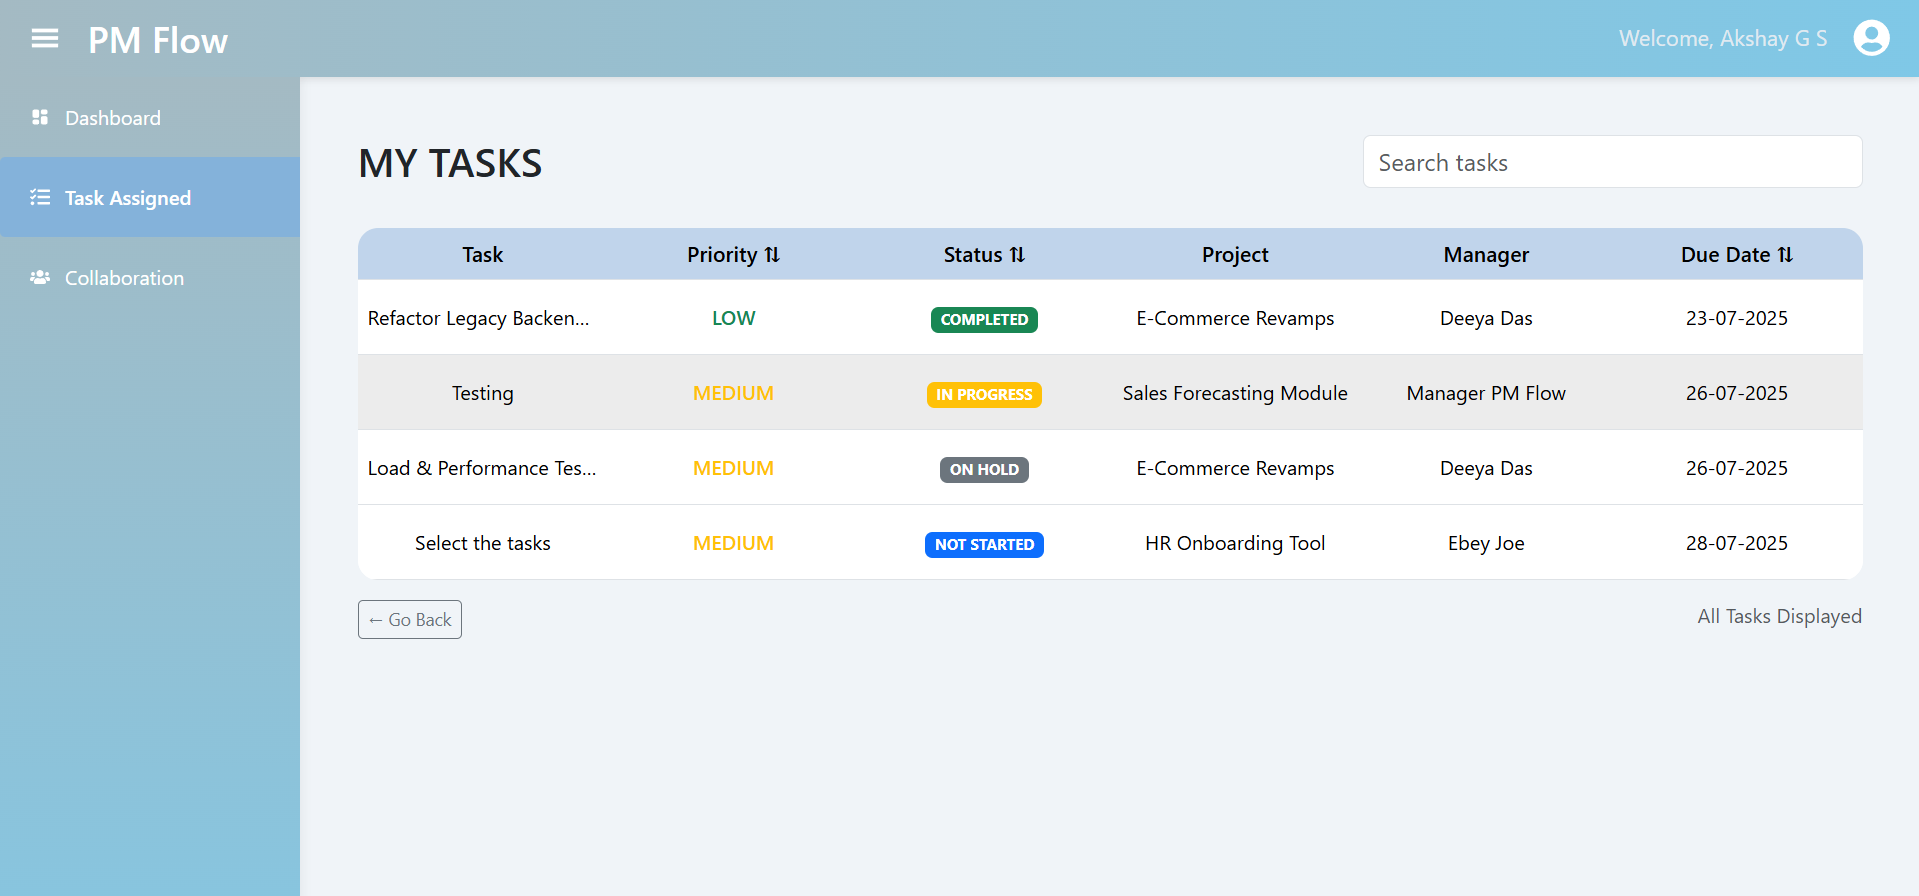 PM Flow
Welcome, Akshay G S
Dashboard
Task Assigned
Collaboration
MY TASKS
Search tasks
Task Priority ⇅ Status ⇅ Project Manager Due Date ⇅
Refactor Legacy Backen... LOW COMPLETED E-Commerce Revamps Deeya Das 23-07-2025
Testing MEDIUM IN PROGRESS Sales Forecasting Module Manager PM Flow 26-07-2025
Load & Performance Tes... MEDIUM ON HOLD E-Commerce Revamps Deeya Das 26-07-2025
Select the tasks MEDIUM NOT STARTED HR Onboarding Tool Ebey Joe 28-07-2025
← Go Back
All Tasks Displayed